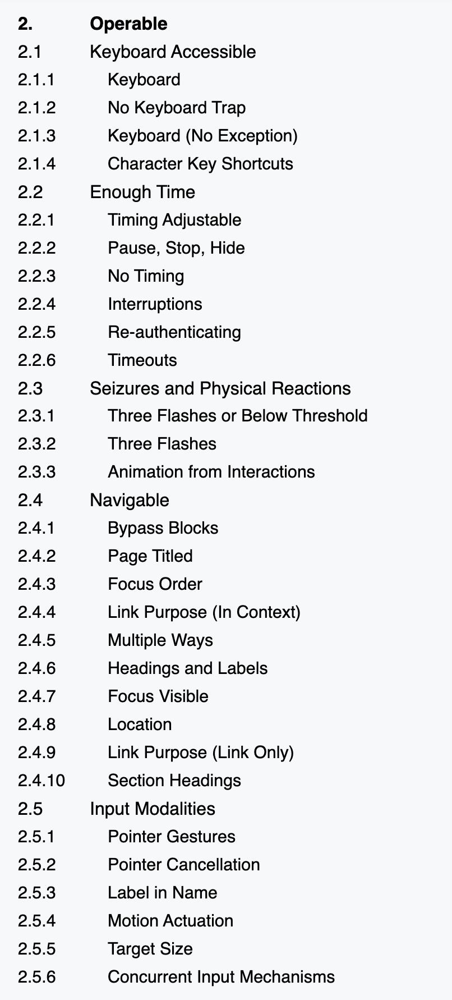 2. Operable
2.1 Keyboard Accessible
2.1.1 Keyboard
2.1.2 No Keyboard Trap
2.1.3 Keyboard (No Exception)
2.1.4 Character Key Shortcuts
2.2 Enough Time
2.2.1 Timing Adjustable
2.2.2 Pause, Stop, Hide
2.2.3 No Timing
2.2.4 Interruptions
2.2.5 Re-authenticating
2.2.6 Timeouts
2.3 Seizures and Physical Reactions
2.3.1 Three Flashes or Below Threshold
2.3.2 Three Flashes
2.3.3 Animation from Interactions
2.4 Navigable
2.4.1 Bypass Blocks
2.4.2 Page Titled
2.4.3 Focus Order
2.4.4 Link Purpose (In Context)
2.4.5 Multiple Ways
2.4.6 Headings and Labels
2.4.7 Focus Visible
2.4.8 Location
2.4.9 Link Purpose (Link Only)
2.4.10 Section Headings
2.5 Input Modalities
2.5.1 Pointer Gestures
2.5.2 Pointer Cancellation
2.5.3 Label in Name
2.5.4 Motion Actuation
2.5.5 Target Size
2.5.6 Concurrent Input Mechanisms